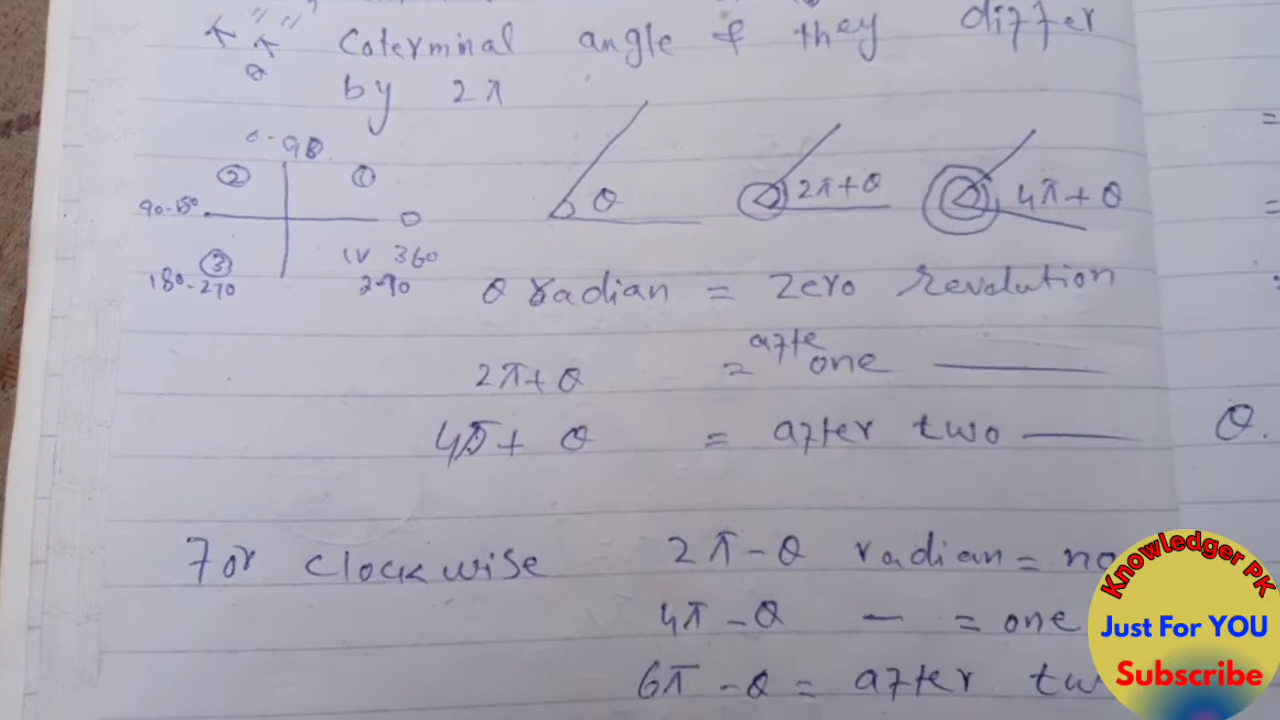 Coterminal angle & they differ
by 2π
0-90
② ①
90-180 0
③ IV 360
180-270 290
θ 2π+θ 4π+θ
θ radian = Zero Revolution
2π+θ = after one ——
4π+θ = after two ——
θ.
For clockwise 2π-θ radian = no
4π-θ — = one
6π-θ = after tw
Knowledger PK
Just For YOU
Subscribe